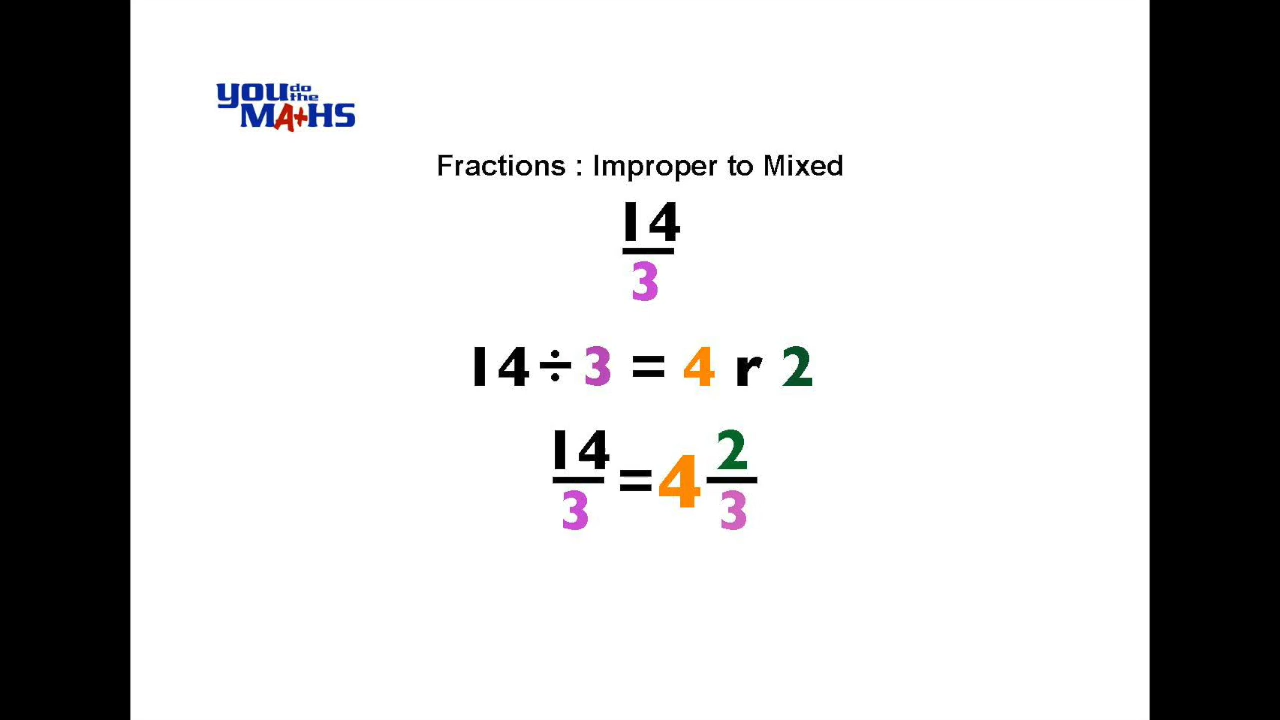 you do the MA+HS
Fractions : Improper to Mixed
14
3
14 ÷ 3 = 4 r 2
14/3 = 4 2/3